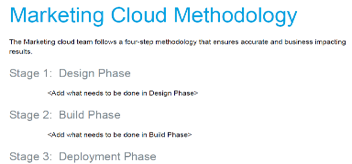 Marketing Cloud Methodology
The Marketing cloud team follows a four-step methodology that ensures accurate and business impacting
results.
Stage 1: Design Phase
<Add what needs to be done in Design Phase>
Stage 2: Build Phase
<Add what needs to be done in Build Phase>
Stage 3: Deployment Phase